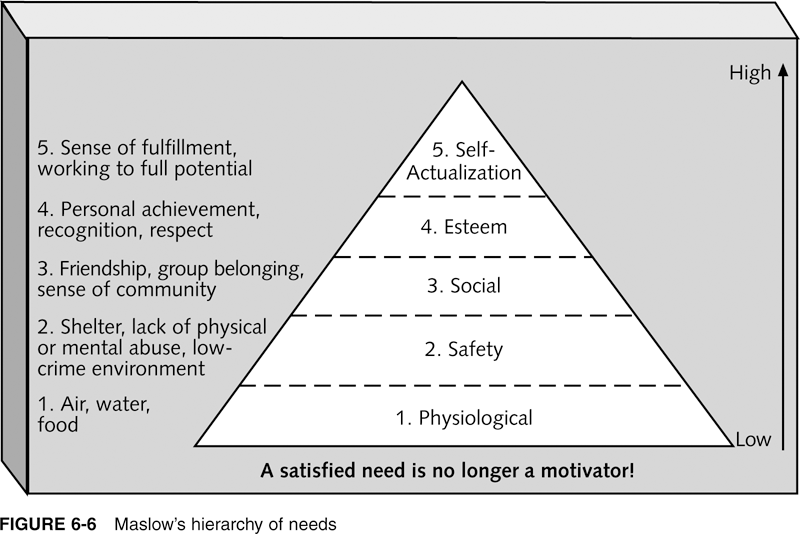 High
5. Sense of fulfillment,
working to full potential
4. Personal achievement,
recognition, respect
3. Friendship, group belonging,
sense of community
2. Shelter, lack of physical
or mental abuse, low-
crime environment
1. Air, water,
food
5. Self-
Actualization
4. Esteem
3. Social
2. Safety
1. Physiological
Low
A satisfied need is no longer a motivator!
FIGURE 6-6 Maslow's hierarchy of needs